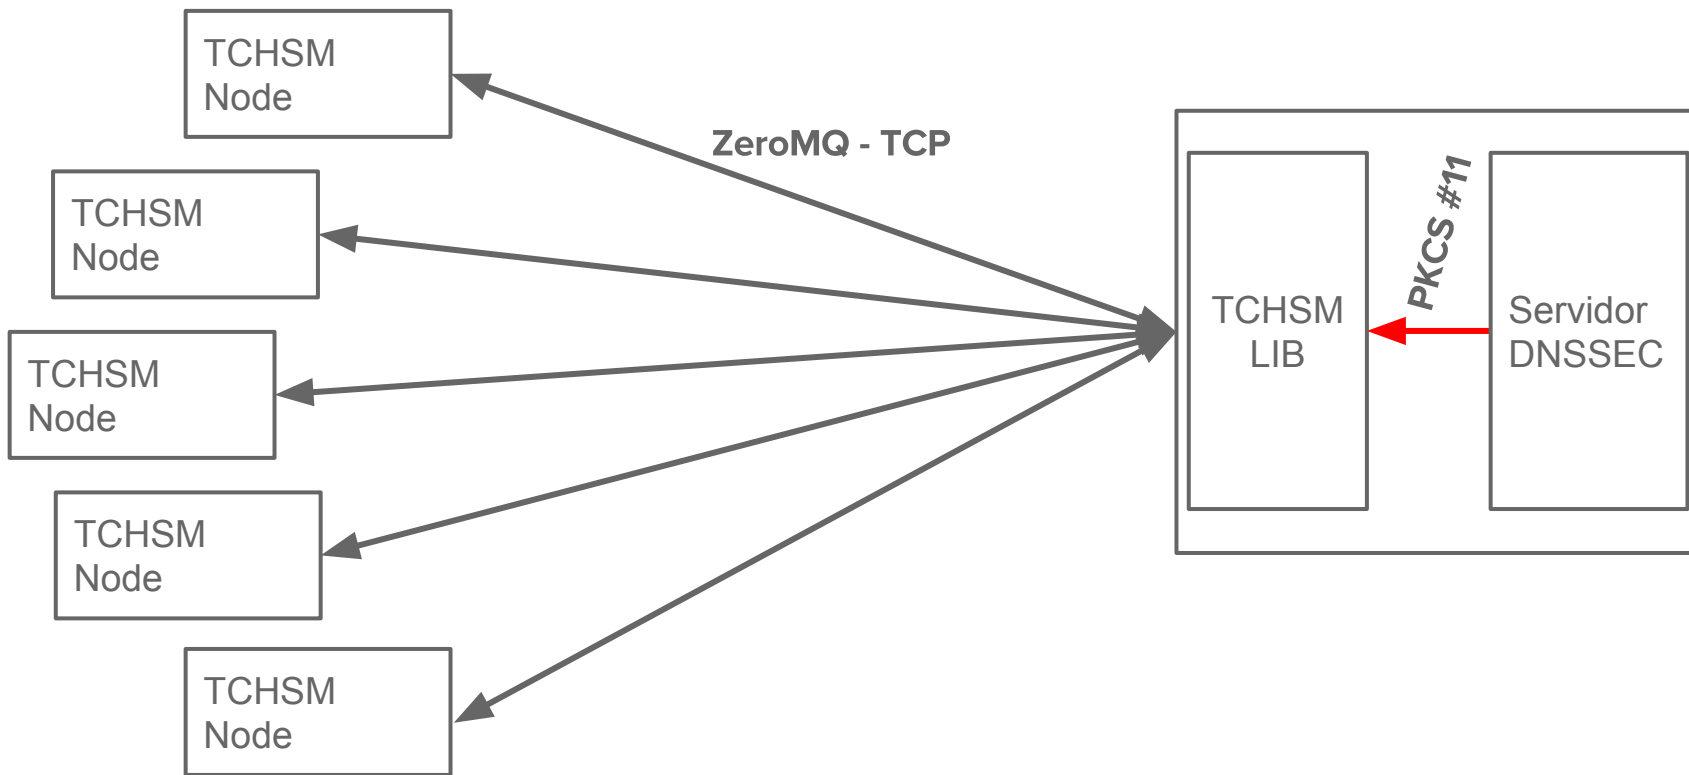 TCHSM
Node
ZeroMQ - TCP
TCHSM
Node
TCHSM
Node
TCHSM
Node
TCHSM
Node
TCHSM
LIB
PKCS #11
Servidor
DNSSEC